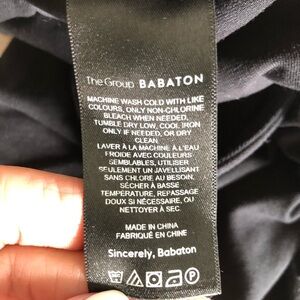 The Group BABATON
MACHINE WASH COLD WITH LIKE
COLOURS, ONLY NON-CHLORINE
BLEACH WHEN NEEDED,
TUMBLE DRY LOW, COOL IRON
ONLY IF NEEDED, OR DRY
CLEAN
LAVER À LA MACHINE À L'EAU
FROIDE AVEC COULEURS
SEMBLABLES, UTILISER
SEULEMENT UN JAVELLISANT
SANS CHLORE AU BESOIN,
SÉCHER À BASSE
TEMPÉRATURE, REPASSAGE
DOUX SI NÉCESSAIRE, OU
NETTOYER À SEC
MADE IN CHINA
FABRIQUÉ EN CHINE
Sincerely, Babaton